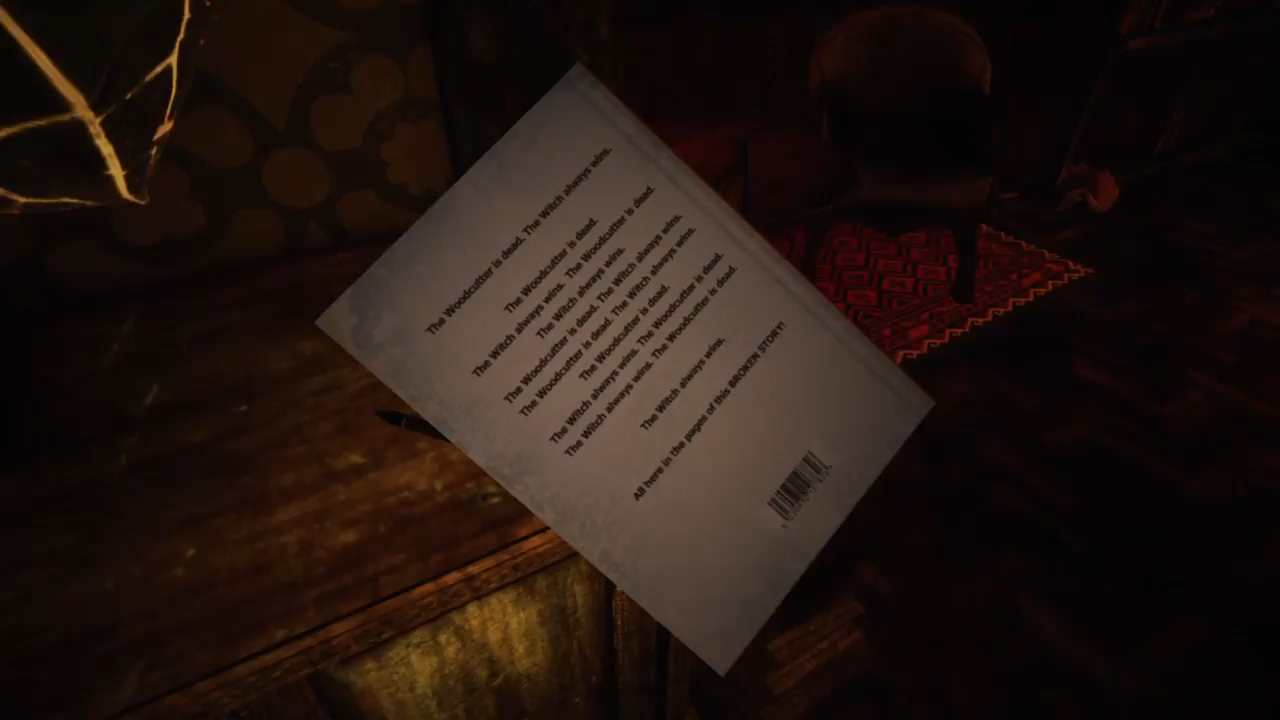 The Woodcutter is dead. The Witch always wins.
The Woodcutter is dead.
The Witch always wins. The Woodcutter is dead.
The Witch always wins.
The Woodcutter is dead. The Witch always wins.
The Woodcutter is dead. The Witch always wins.
The Woodcutter is dead.
The Witch always wins. The Woodcutter is dead.
The Witch always wins. The Woodcutter is dead.
The Witch always wins.
All here in the pages of this BROKEN STORY!